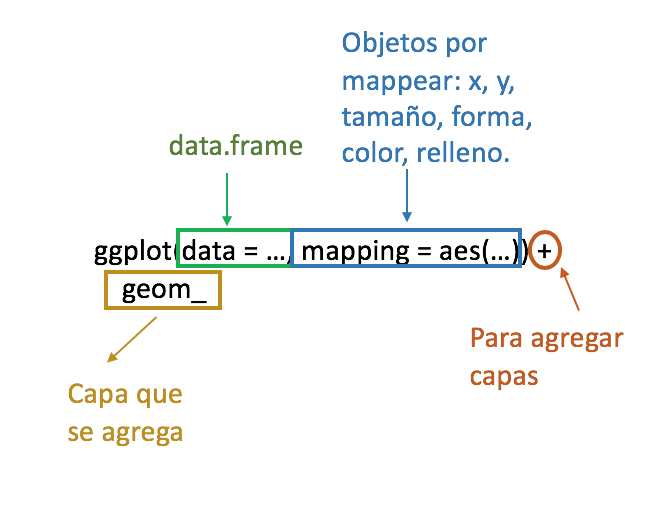 Objetos por
mappear: x, y,
tamaño, forma,
color, relleno.
data.frame
ggplot(data = ..., mapping = aes(...)) +
geom_
Para agregar
capas
Capa que
se agrega